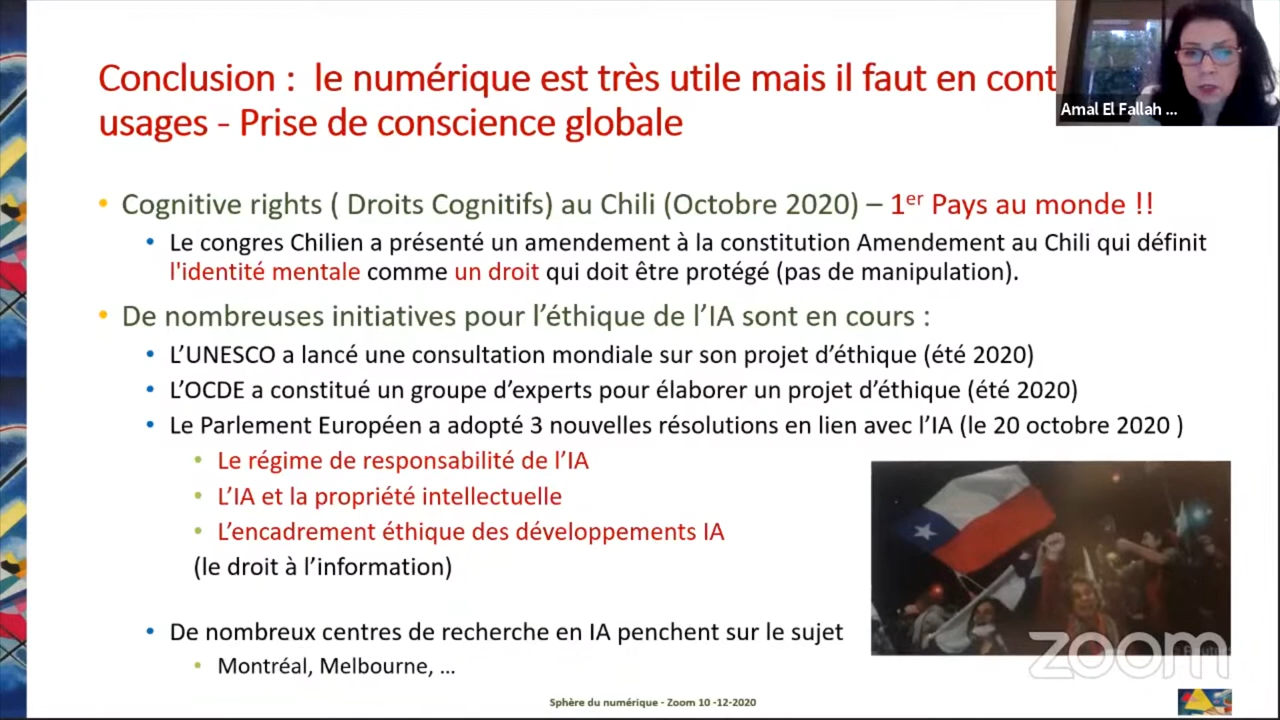 Conclusion : le numérique est très utile mais il faut en cont
usages - Prise de conscience globale
Amal El Fallah ...
• Cognitive rights ( Droits Cognitifs) au Chili (Octobre 2020) – 1er Pays au monde !!
• Le congres Chilien a présenté un amendement à la constitution Amendement au Chili qui définit
l'identité mentale comme un droit qui doit être protégé (pas de manipulation).
• De nombreuses initiatives pour l’éthique de l’IA sont en cours :
• L’UNESCO a lancé une consultation mondiale sur son projet d’éthique (été 2020)
• L’OCDE a constitué un groupe d’experts pour élaborer un projet d’éthique (été 2020)
• Le Parlement Européen a adopté 3 nouvelles résolutions en lien avec l’IA (le 20 octobre 2020 )
• Le régime de responsabilité de l’IA
• L’IA et la propriété intellectuelle
• L’encadrement éthique des développements IA
(le droit à l’information)
• De nombreux centres de recherche en IA penchent sur le sujet
• Montréal, Melbourne, ...
zoom
Sphère du numérique - Zoom 10 -12-2020